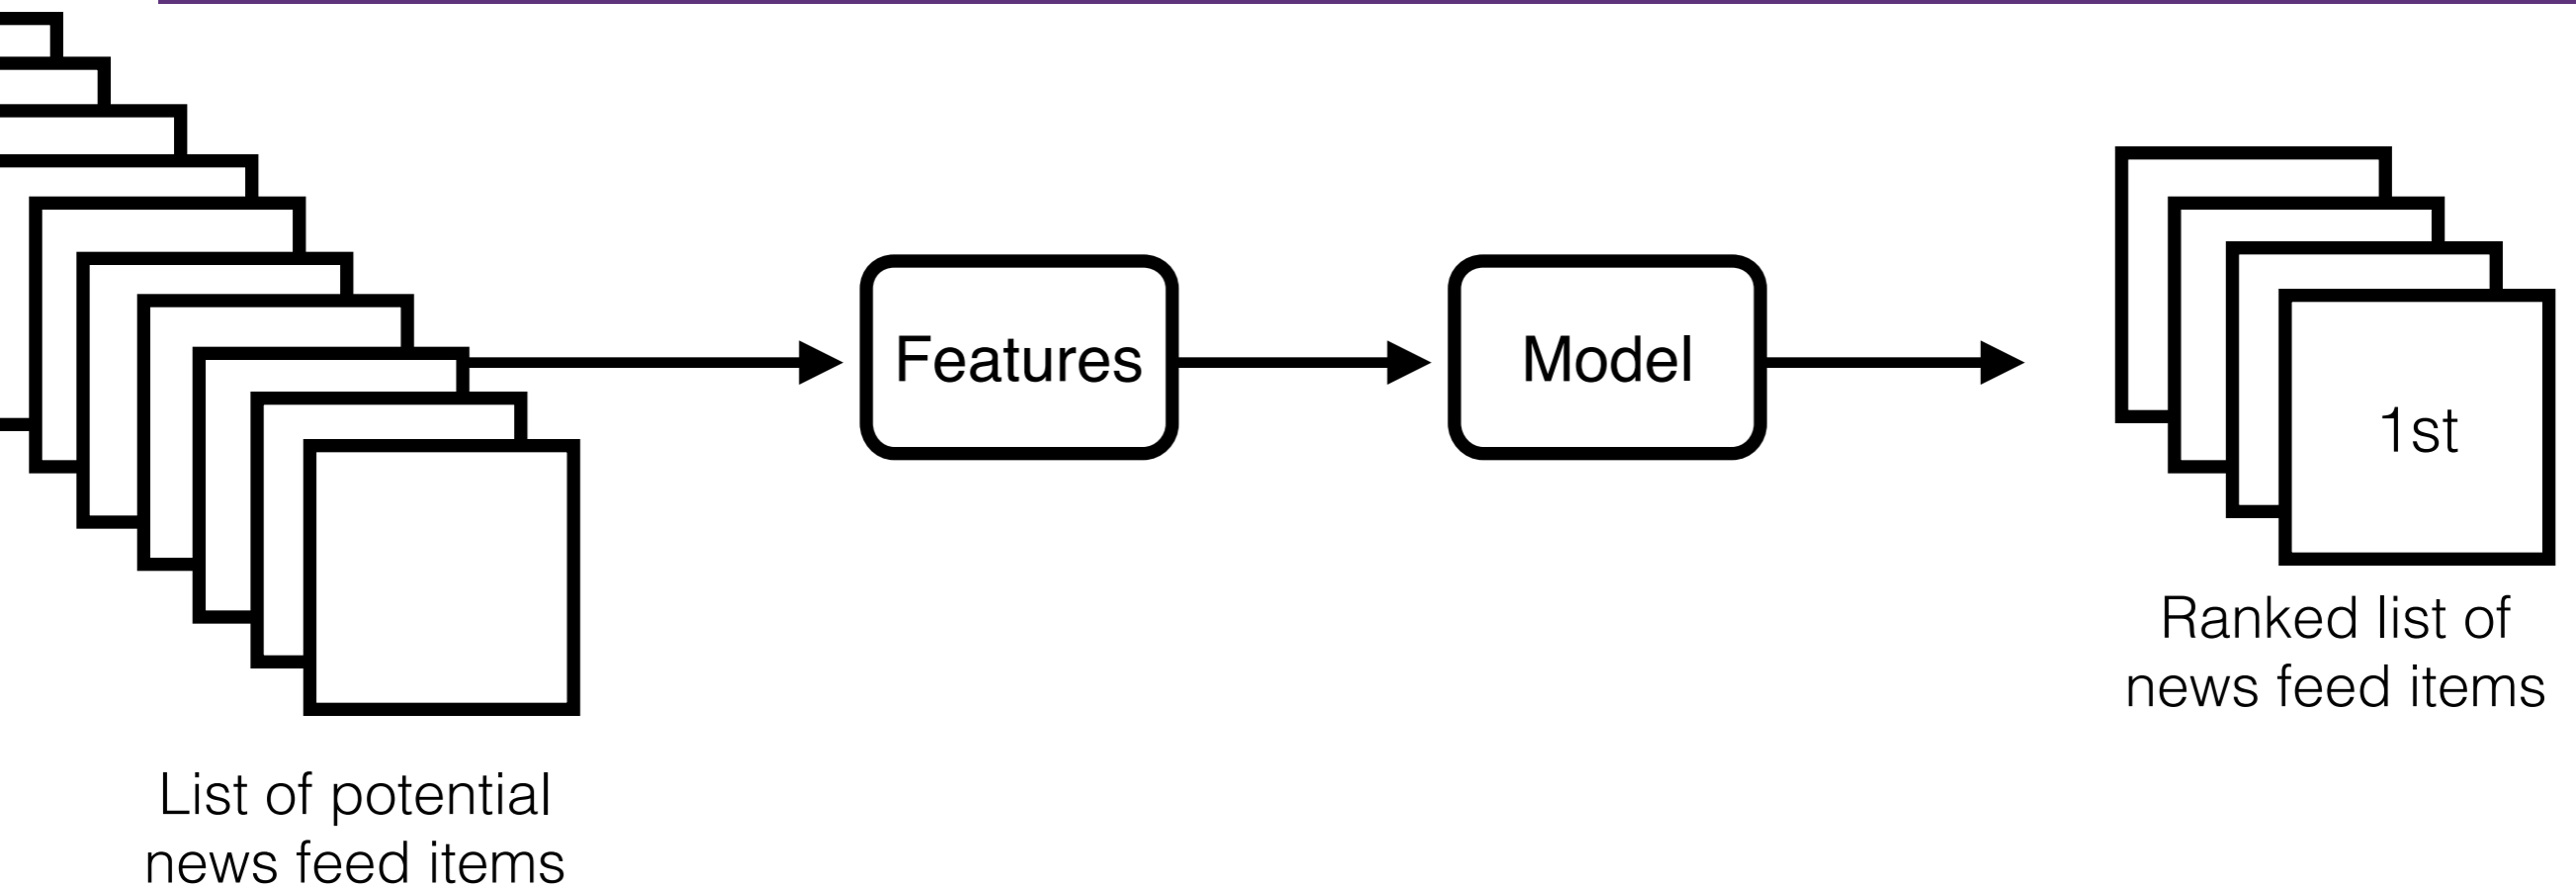 Features
Model
1st
Ranked list of
news feed items
List of potential
news feed items